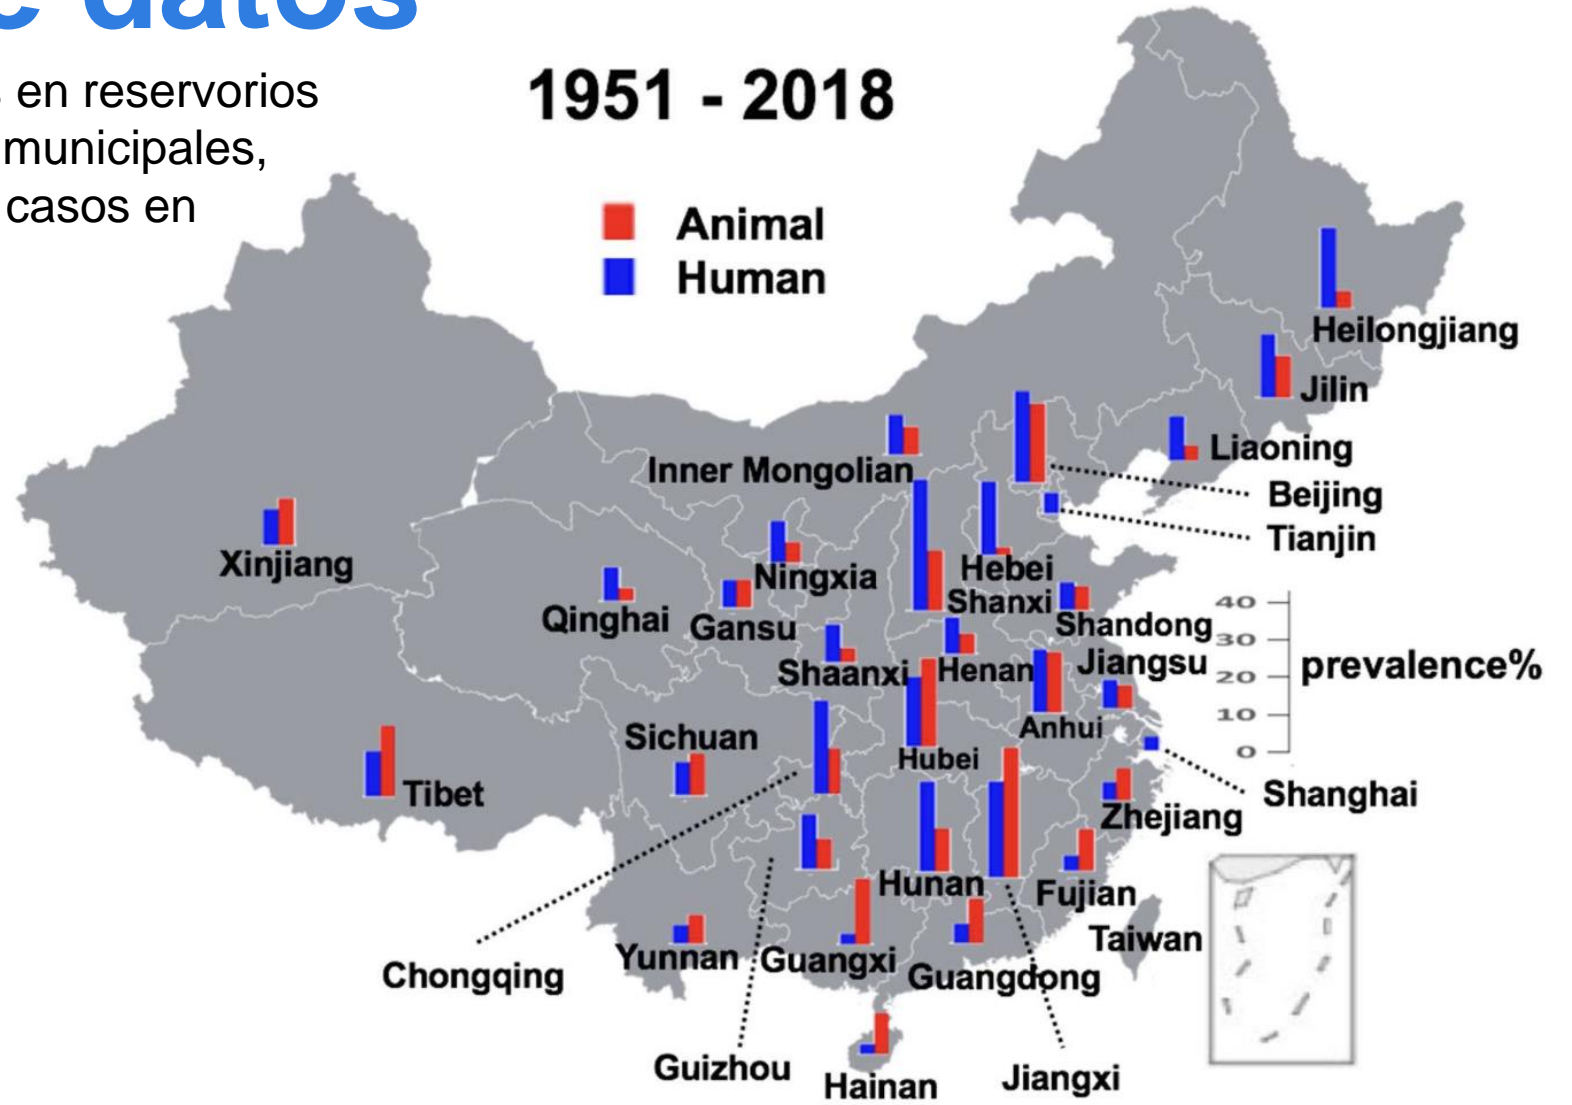 datos
en reservorios
municipales,
casos en
1951 - 2018
Animal
Human
Heilongjiang
Jilin
Liaoning
Inner Mongolian
Beijing
Tianjin
Xinjiang
Ningxia
Hebei
Qinghai
Gansu
Shanxi
Shandong
40
30
20
10
0
prevalence%
Shaanxi
Henan
Jiangsu
Anhui
Sichuan
Hubei
Tibet
Shanghai
Zhejiang
Hunan
Fujian
Taiwan
Yunnan
Guangxi
Guangdong
Chongqing
Guizhou
Hainan
Jiangxi